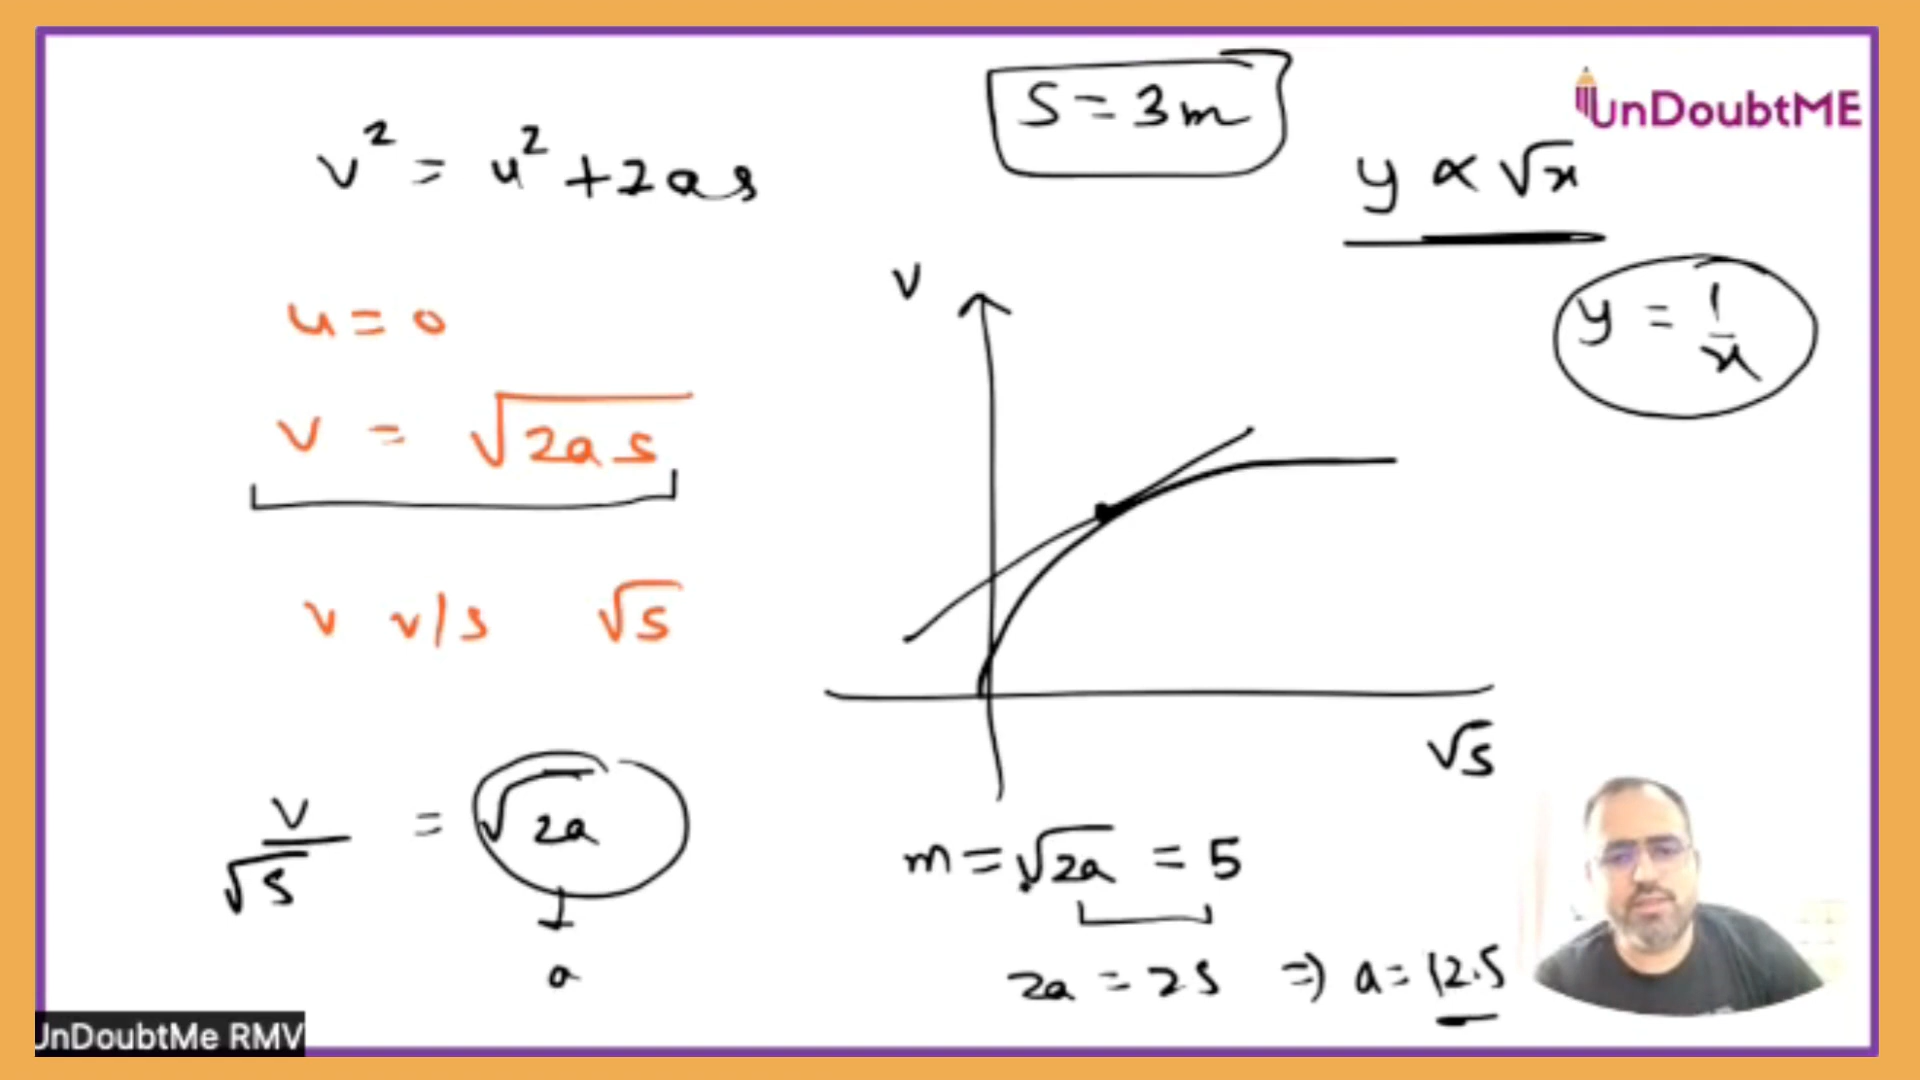 S = 3m
UnDoubtME
v² = u² + 2as
y ∝ √x
v
u = 0
y = 1/x
v = √2as
v v/s √s
√s
v/√s = √2a
m = √2a = 5
a
2a = 25 ⇒ a = 12.5
UnDoubtMe RMV